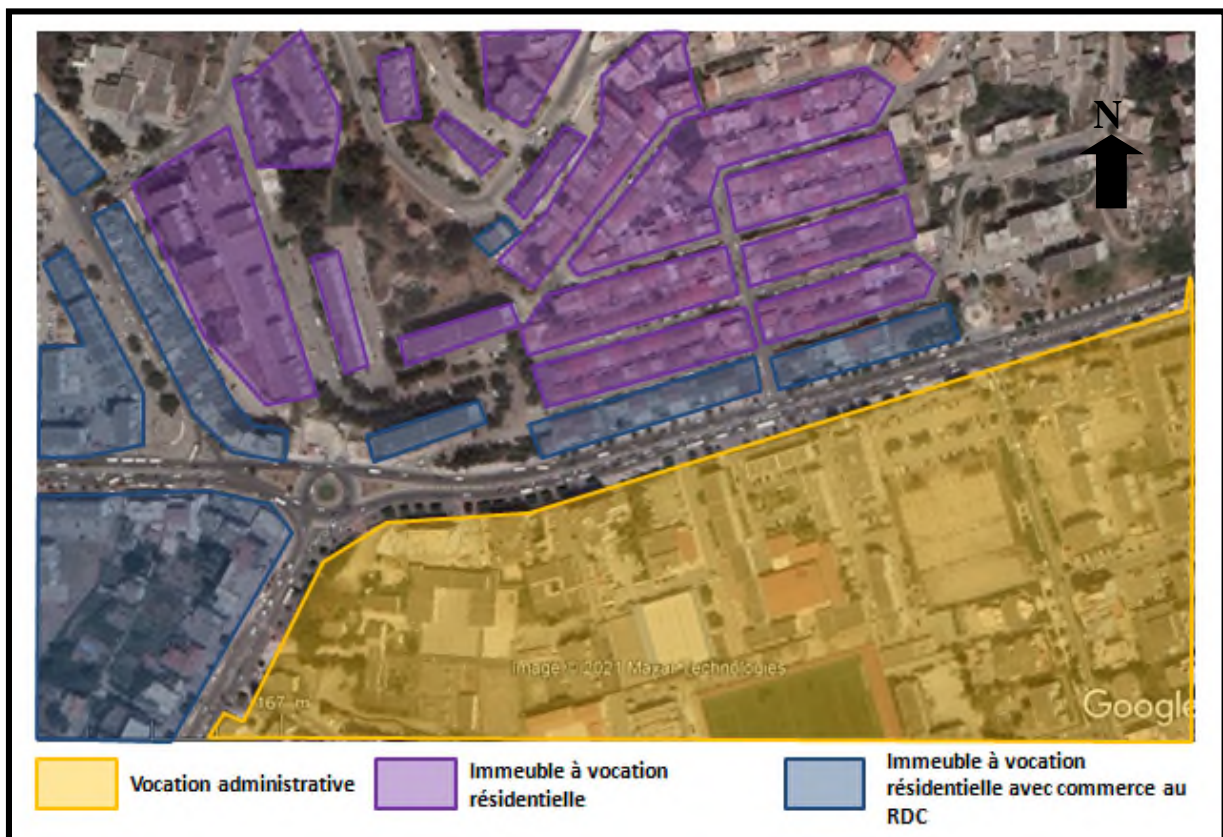 N
Image © 2021 Maxar Technologies
167 m
Google
Vocation administrative
Immeuble à vocation
résidentielle
Immeuble à vocation
résidentielle avec commerce au
RDC